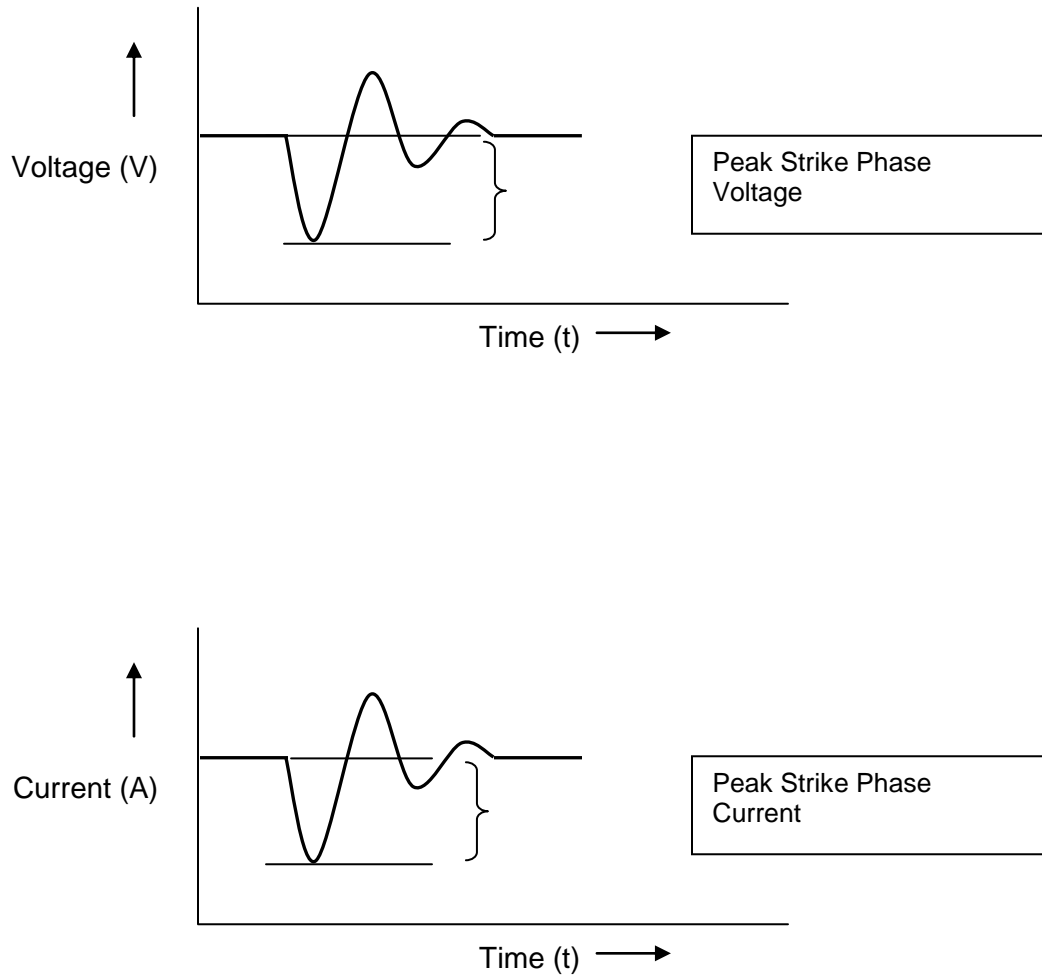 Voltage (V)
Peak Strike Phase
Voltage
Time (t)
Current (A)
Peak Strike Phase
Current
Time (t)